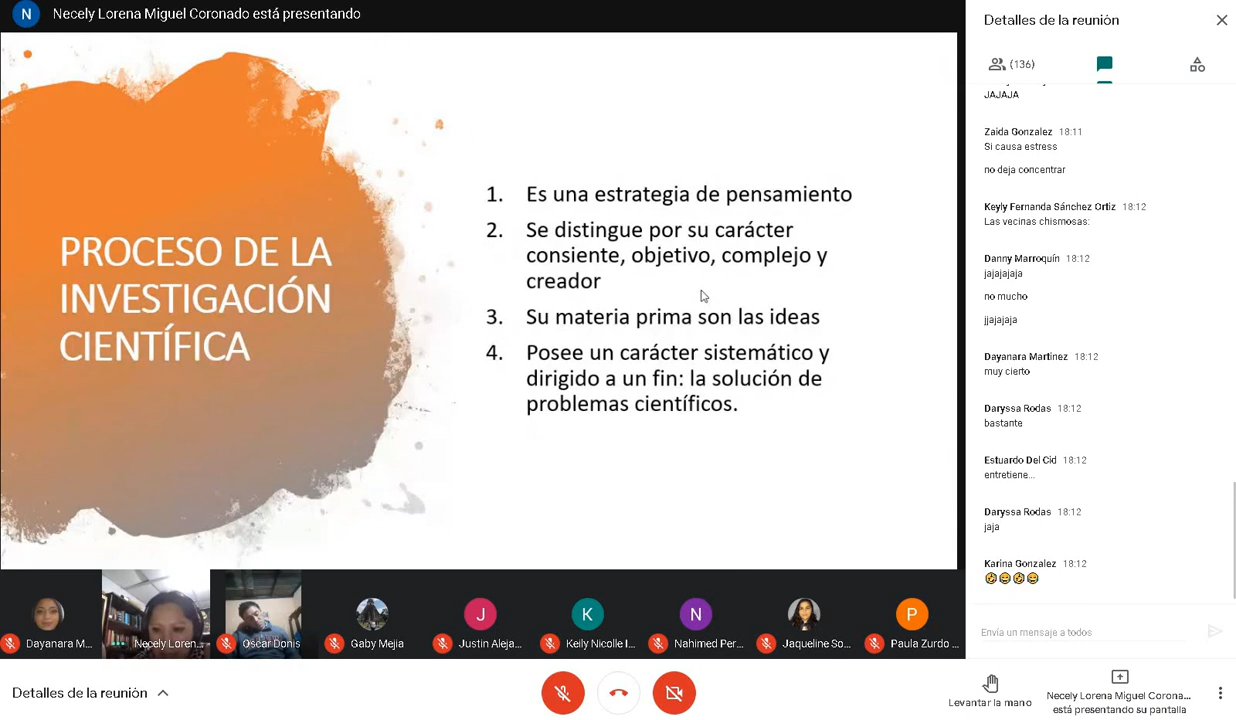 N
Necely Lorena Miguel Coronado está presentando
PROCESO DE LA
INVESTIGACIÓN
CIENTÍFICA
1. Es una estrategia de pensamiento
2. Se distingue por su carácter
consiente, objetivo, complejo y
creador
3. Su materia prima son las ideas
4. Posee un carácter sistemático y
dirigido a un fin: la solución de
problemas científicos.
Dayanara M...
Necely Loren...
Oscar Donis
Gaby Mejia
J
Justin Aleja...
K
Keily Nicolle I...
N
Nahimed Per...
Jaqueline So...
P
Paula Zurdo ...
Detalles de la reunión
Levantar la mano
Necely Lorena Miguel Corona...
está presentando su pantalla
Detalles de la reunión
(136)
JAJAJA
Zaida Gonzalez 18:11
Si causa estress
no deja concentrar
Keyly Fernanda Sánchez Ortiz 18:12
Las vecinas chismosas:
Danny Marroquín 18:12
jajajajaja
no mucho
jjajajaja
Dayanara Martinez 18:12
muy cierto
Daryssa Rodas 18:12
bastante
Estuardo Del Cid 18:12
entretiene...
Daryssa Rodas 18:12
jaja
Karina Gonzalez 18:12
🤣😂🤣😂
Envía un mensaje a todos